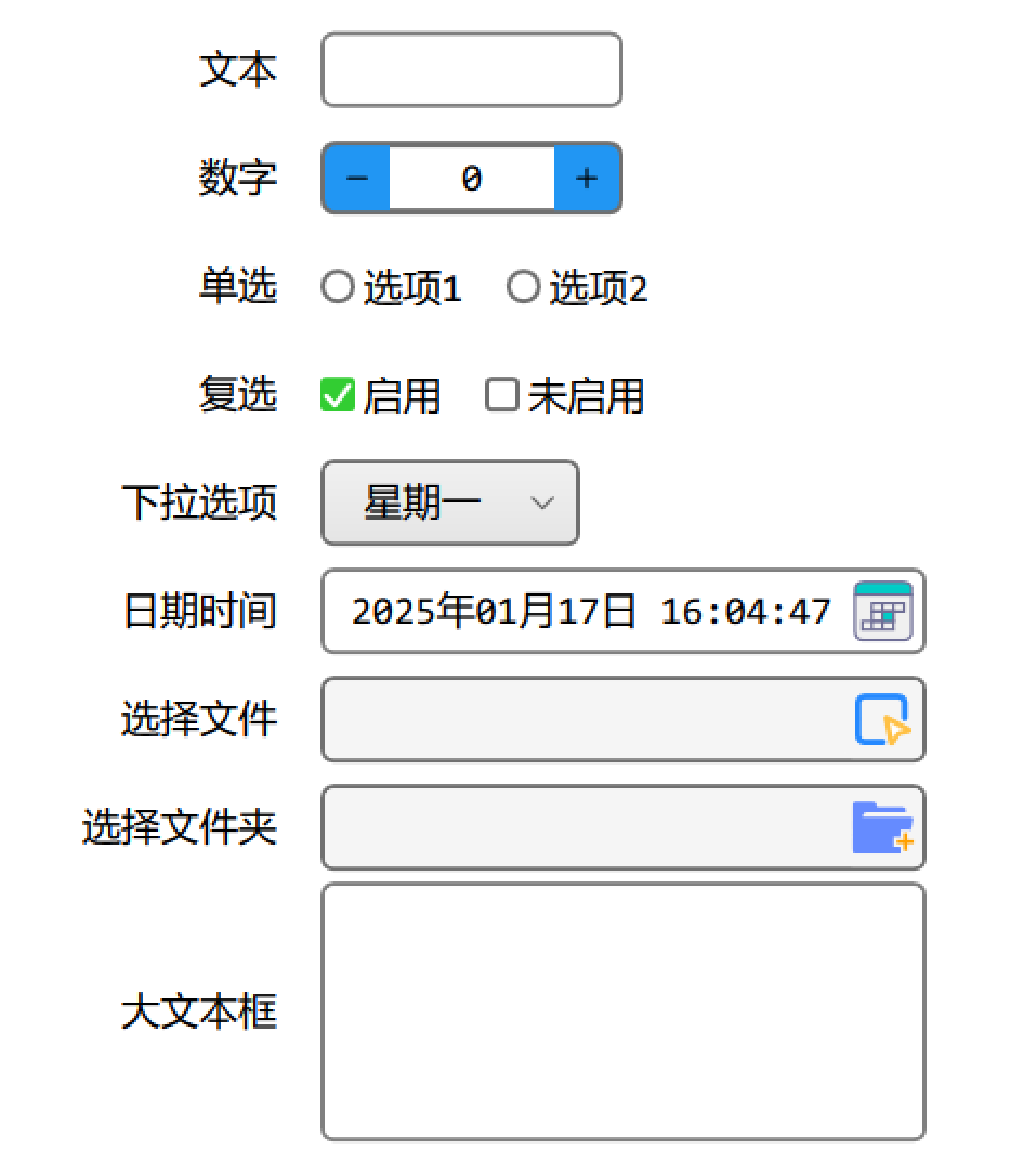 文本
数字 − 0 +
单选 选项1 选项2
复选 启用 未启用
下拉选项 星期一
日期时间 2025年01月17日 16:04:47
选择文件
选择文件夹
大文本框